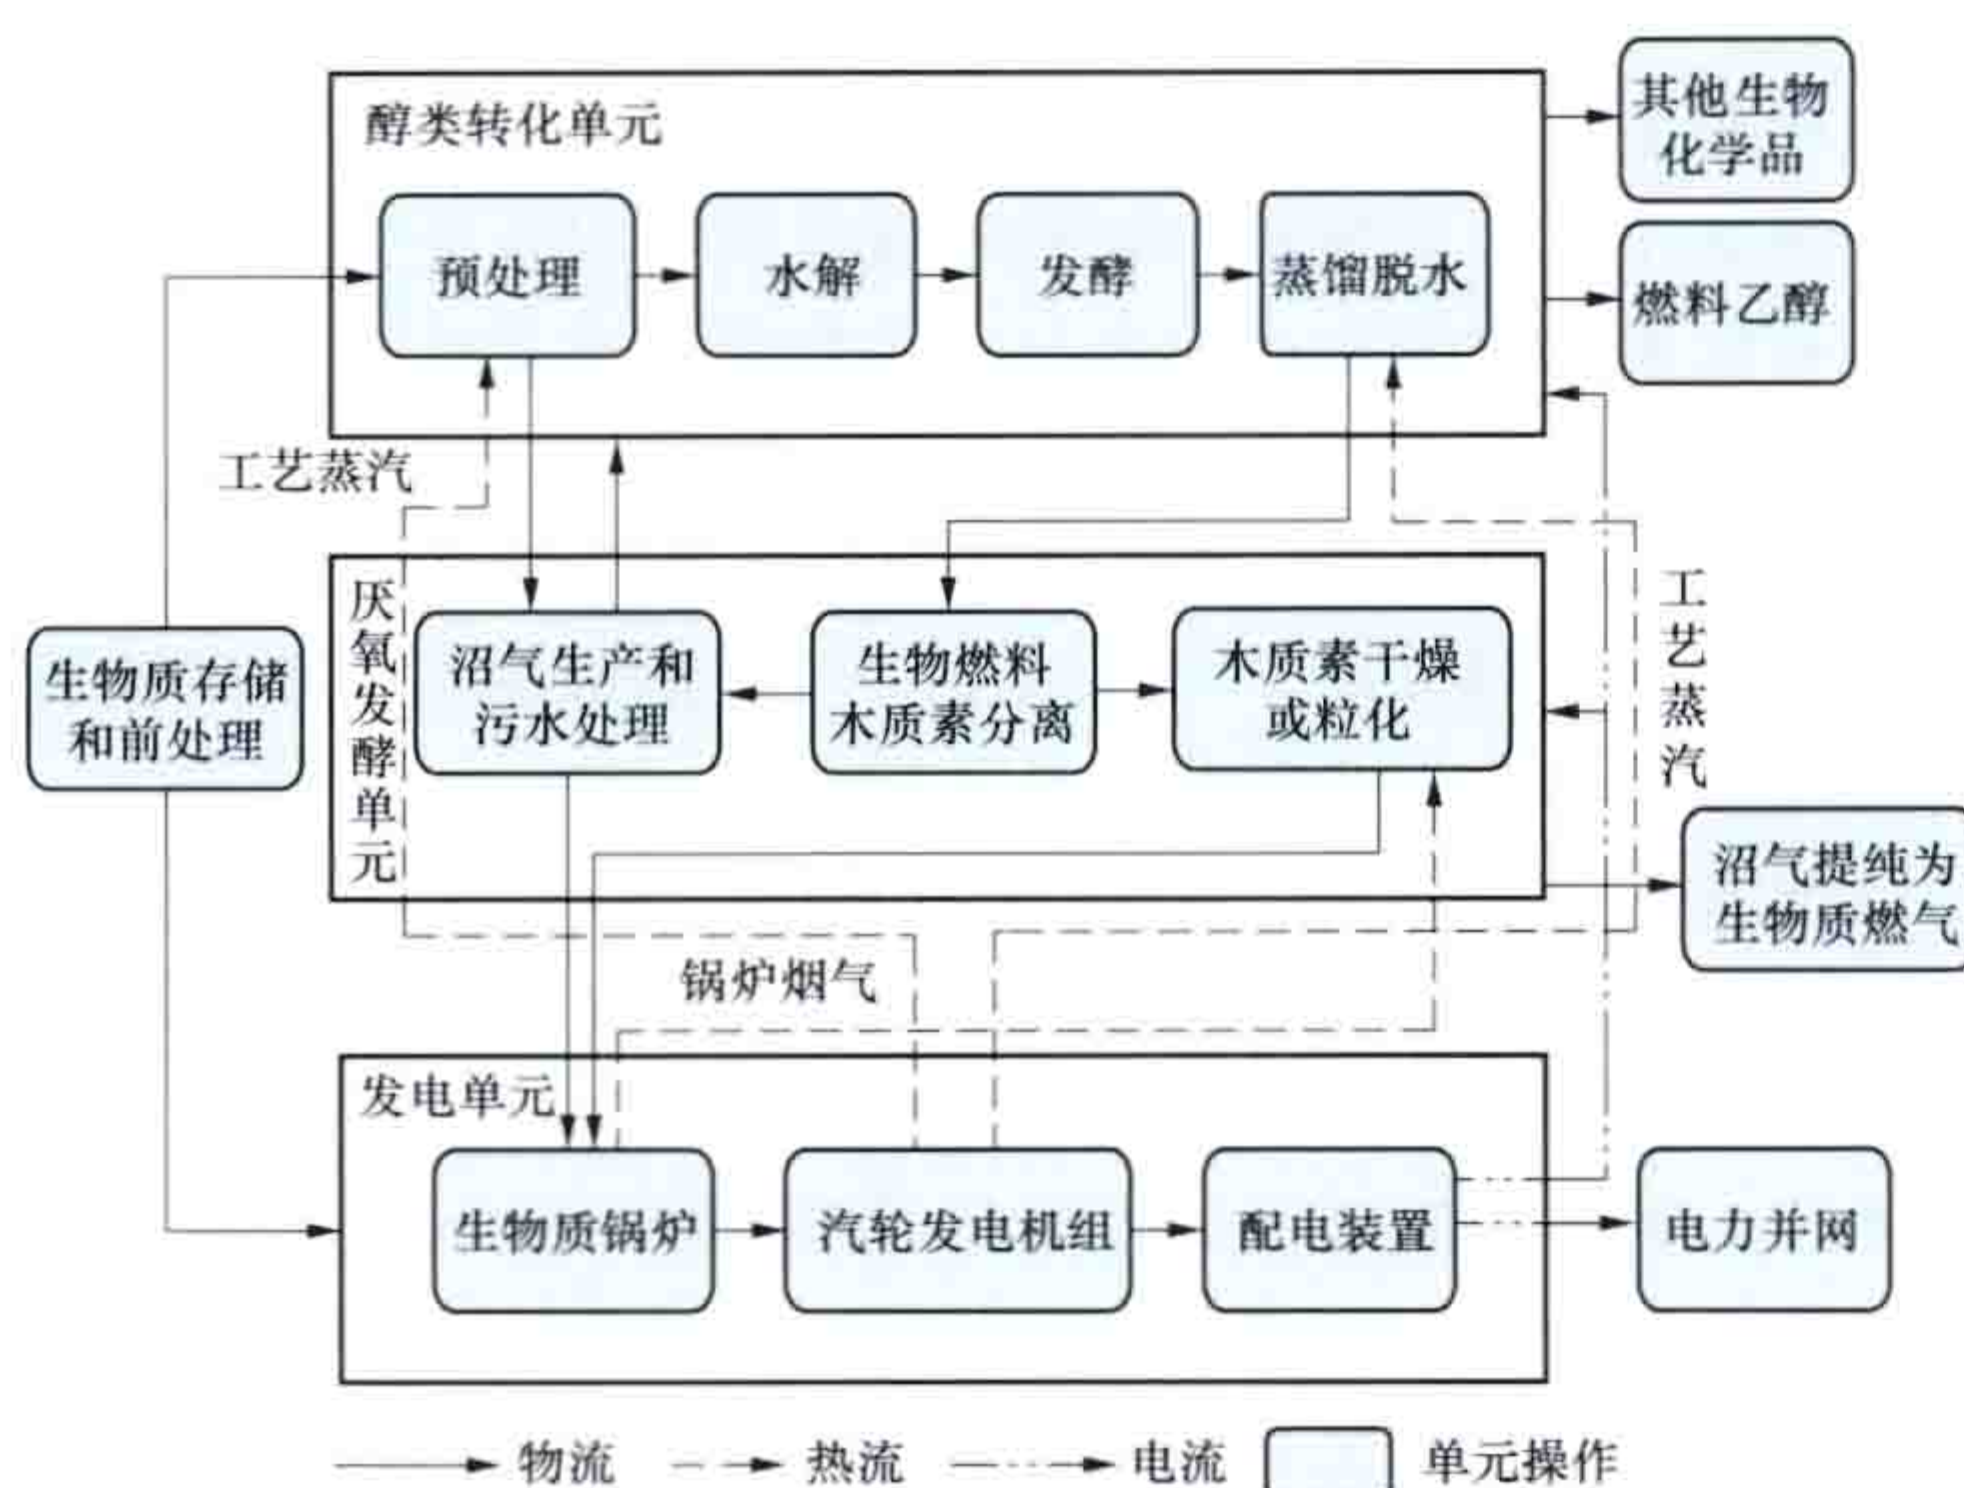 醇类转化单元
其他生物
化学品
预处理
水解
发酵
蒸馏脱水
燃料乙醇
工艺蒸汽
厌氧发酵单元
沼气生产和
污水处理
生物燃料
木质素分离
木质素干燥
或粒化
工艺蒸汽
生物质存储
和前处理
沼气提纯为
生物质燃气
锅炉烟气
发电单元
生物质锅炉
汽轮发电机组
配电装置
电力并网
物流
热流
电流
单元操作